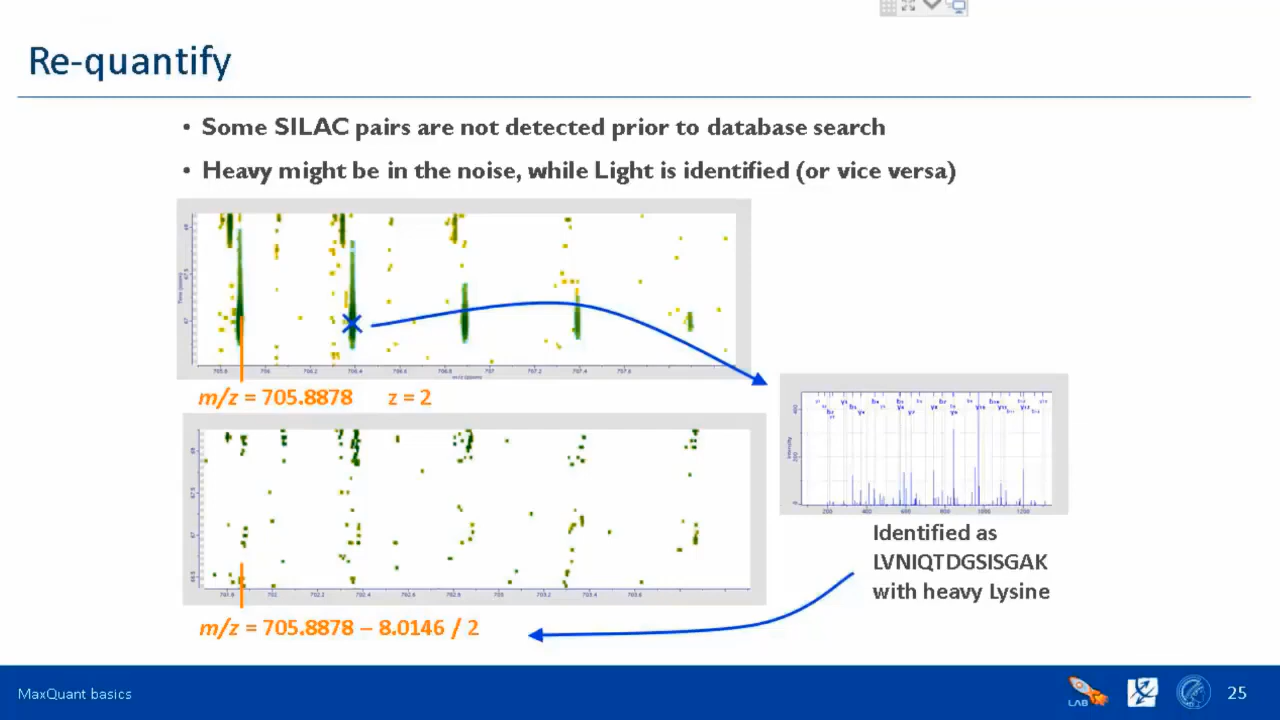 Re-quantify
• Some SILAC pairs are not detected prior to database search
• Heavy might be in the noise, while Light is identified (or vice versa)
m/z = 705.8878 z = 2
Identified as
LVNIQTDGSISGAK
with heavy Lysine
m/z = 705.8878 – 8.0146 / 2
MaxQuant basics
LAB
25